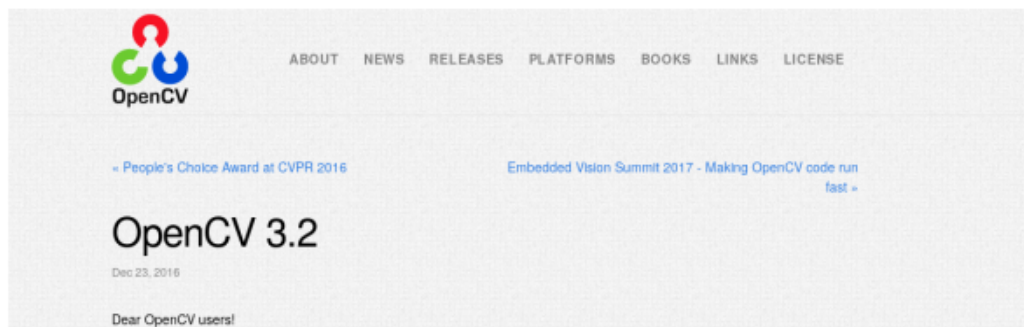 OpenCV
ABOUT NEWS RELEASES PLATFORMS BOOKS LINKS LICENSE
« People's Choice Award at CVPR 2016
Embedded Vision Summit 2017 - Making OpenCV code run
fast »
OpenCV 3.2
Dec 23, 2016
Dear OpenCV users!